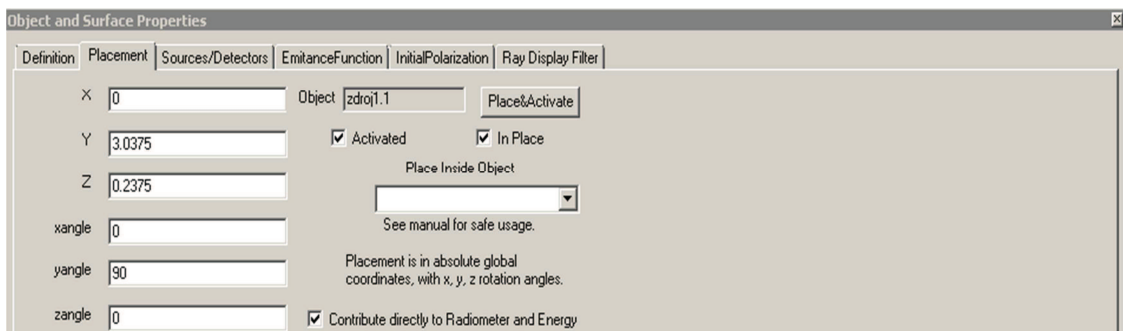 Object and Surface Properties
Definition Placement Sources/Detectors EmitanceFunction InitialPolarization Ray Display Filter
X 0 Object zdroj1.1 Place&Activate
Y 3.0375 Activated In Place
Place Inside Object
Z 0.2375
See manual for safe usage.
xangle 0
yangle 90 Placement is in absolute global
coordinates, with x, y, z rotation angles.
zangle 0 Contribute directly to Radiometer and Energy